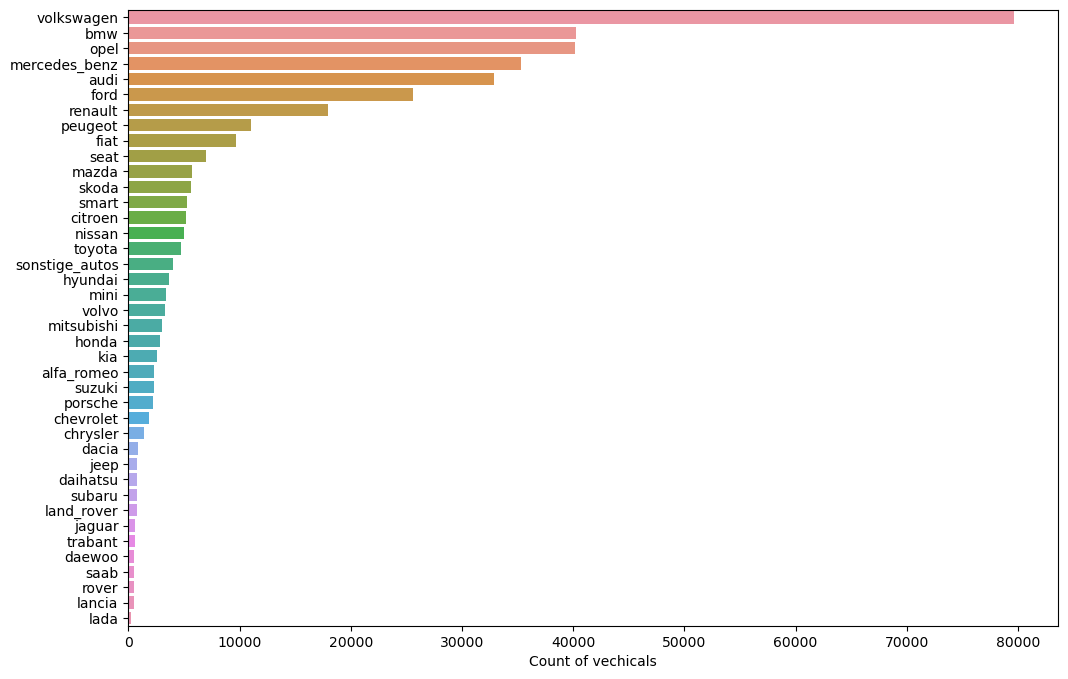 volkswagen
bmw
opel
mercedes_benz
audi
ford
renault
peugeot
fiat
seat
mazda
skoda
smart
citroen
nissan
toyota
sonstige_autos
hyundai
mini
volvo
mitsubishi
honda
kia
alfa_romeo
suzuki
porsche
chevrolet
chrysler
dacia
jeep
daihatsu
subaru
land_rover
jaguar
trabant
daewoo
saab
rover
lancia
lada
0 10000 20000 30000 40000 50000 60000 70000 80000
Count of vechicals